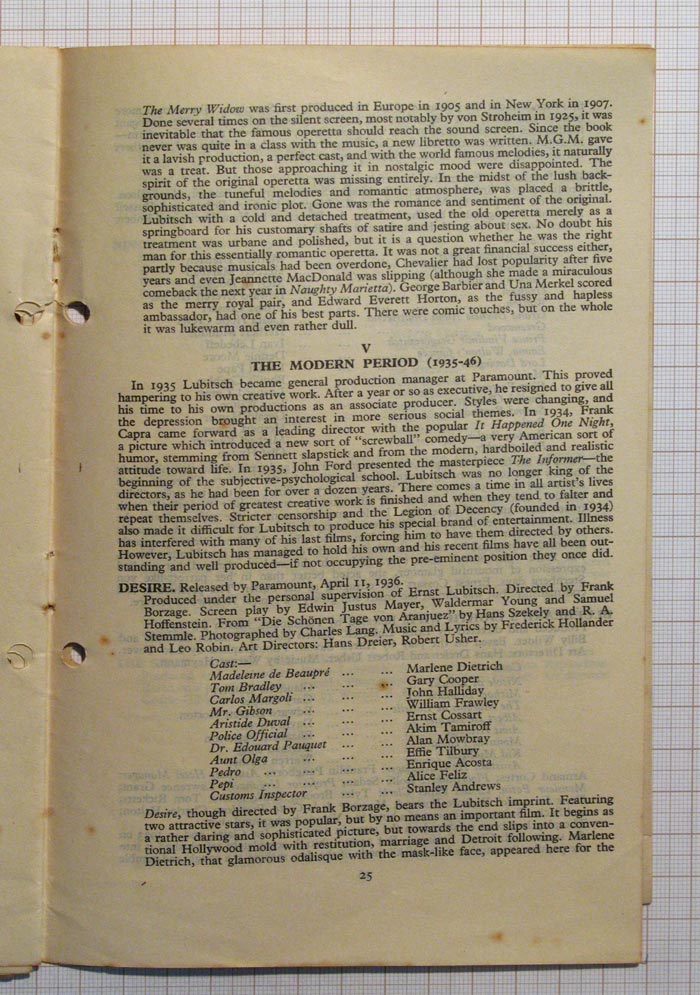 The Merry Widow was first produced in Europe in 1905 and in New York in 1907.
Done several times on the silent screen, most notably by von Stroheim in 1925, it was
inevitable that the famous operetta should reach the sound screen. Since the book
never was quite in a class with the music, a new libretto was written. M.G.M. gave
it a lavish production, a perfect cast, and with the world famous melodies, it naturally
was a treat. But those approaching it in nostalgic mood were disappointed. The
spirit of the original operetta was missing entirely. In the midst of the lush back-
grounds, the tuneful melodies and romantic atmosphere, was placed a brittle,
sophisticated and ironic plot. Gone was the romance and sentiment of the original.
Lubitsch with a cold and detached treatment, used the old operetta merely as a
springboard for his customary shafts of satire and jesting about sex. No doubt his
treatment was urbane and polished, but it is a question whether he was the right
man for this essentially romantic operetta. It was not a great financial success either,
partly because musicals had been overdone, Chevalier had lost popularity after five
years and even Jeannette MacDonald was slipping (although she made a miraculous
comeback the next year in Naughty Marietta). George Barbier and Una Merkel scored
as the merry royal pair, and Edward Everett Horton, as the fussy and hapless
ambassador, had one of his best parts. There were comic touches, but on the whole
it was lukewarm and even rather dull.
V
THE MODERN PERIOD (1935-46)
In 1935 Lubitsch became general production manager at Paramount. This proved
hampering to his own creative work. After a year or so as executive, he resigned to give all
his time to his own productions as an associate producer. Styles were changing, and
the depression brought an interest in more serious social themes. In 1934, Frank
Capra came forward as a leading director with the popular It Happened One Night,
a picture which introduced a new sort of "screwball" comedy—a very American sort of
humor, stemming from Sennett slapstick and from the modern, hardboiled and realistic
attitude toward life. In 1935, John Ford presented the masterpiece The Informer—the
beginning of the subjective-psychological school. Lubitsch was no longer king of the
directors, as he had been for over a dozen years. There comes a time in all artist's lives
when their period of greatest creative work is finished and when they tend to falter and
repeat themselves. Stricter censorship and the Legion of Decency (founded in 1934)
also made it difficult for Lubitsch to produce his special brand of entertainment. Illness
has interfered with many of his last films, forcing him to have them directed by others.
However, Lubitsch has managed to hold his own and his recent films have all been out-
standing and well produced—if not occupying the pre-eminent position they once did.
DESIRE. Released by Paramount, April 11, 1936.
Produced under the personal supervision of Ernst Lubitsch. Directed by Frank
Borzage. Screen play by Edwin Justus Mayer, Waldermar Young and Samuel
Hoffenstein. From "Die Schönen Tage von Aranjuez" by Hans Szekely and R. A.
Stemmle. Photographed by Charles Lang. Music and Lyrics by Frederick Hollander
and Leo Robin. Art Directors: Hans Dreier, Robert Usher.
Cast:—
Madeleine de Beaupré ... ... Marlene Dietrich
Tom Bradley ... ... ... Gary Cooper
Carlos Margoli ... ... ... John Halliday
Mr. Gibson ... ... ... William Frawley
Aristide Duval ... ... ... Ernst Cossart
Police Official ... ... ... Akim Tamiroff
Dr. Edouard Pauquet ... ... Alan Mowbray
Aunt Olga ... ... ... Effie Tilbury
Pedro ... ... ... ... Enrique Acosta
Pepi ... ... ... ... Alice Feliz
Customs Inspector ... ... Stanley Andrews
Desire, though directed by Frank Borzage, bears the Lubitsch imprint. Featuring
two attractive stars, it was popular, but by no means an important film. It begins as
a rather daring and sophisticated picture, but towards the end slips into a conven-
tional Hollywood mold with restitution, marriage and Detroit following. Marlene
Dietrich, that glamorous odalisque with the mask-like face, appeared here for the
25